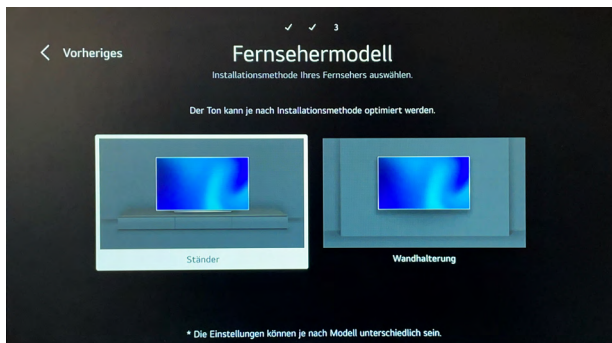 ✓ ✓ 3
Vorheriges
Fernsehermodell
Installationsmethode Ihres Fernsehers auswählen.
Der Ton kann je nach Installationsmethode optimiert werden.
Ständer
Wandhalterung
* Die Einstellungen können je nach Modell unterschiedlich sein.